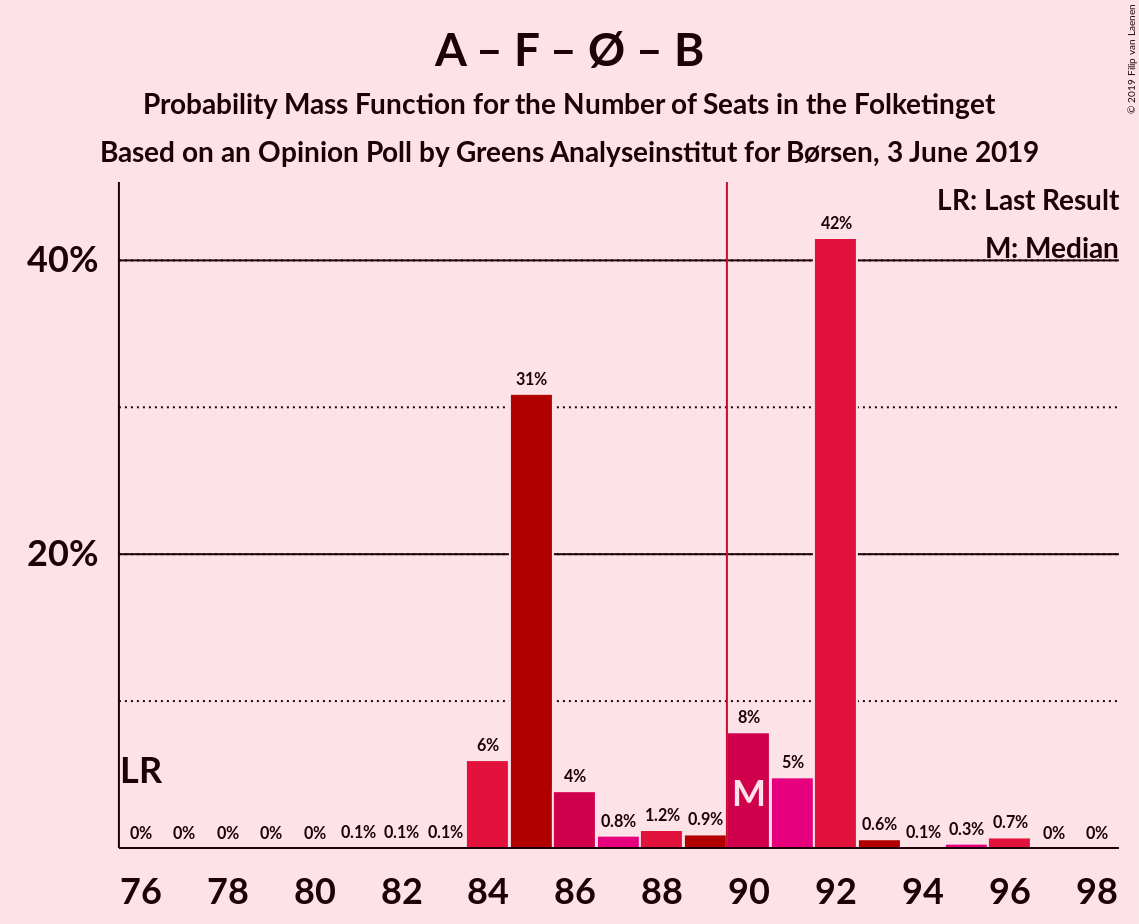 A – F – Ø – B
Probability Mass Function for the Number of Seats in the Folketinget
Based on an Opinion Poll by Greens Analyseinstitut for Børsen, 3 June 2019
© 2019 Filip van Laenen
LR: Last Result
M: Median
40%
20%
42%
31%
8%
6%
5%
4%
LR
M
0% 0% 0% 0% 0% 0.1% 0.1% 0.1% 0.8% 1.2% 0.9% 0.6% 0.1% 0.3% 0.7% 0% 0%
76 78 80 82 84 86 88 90 92 94 96 98